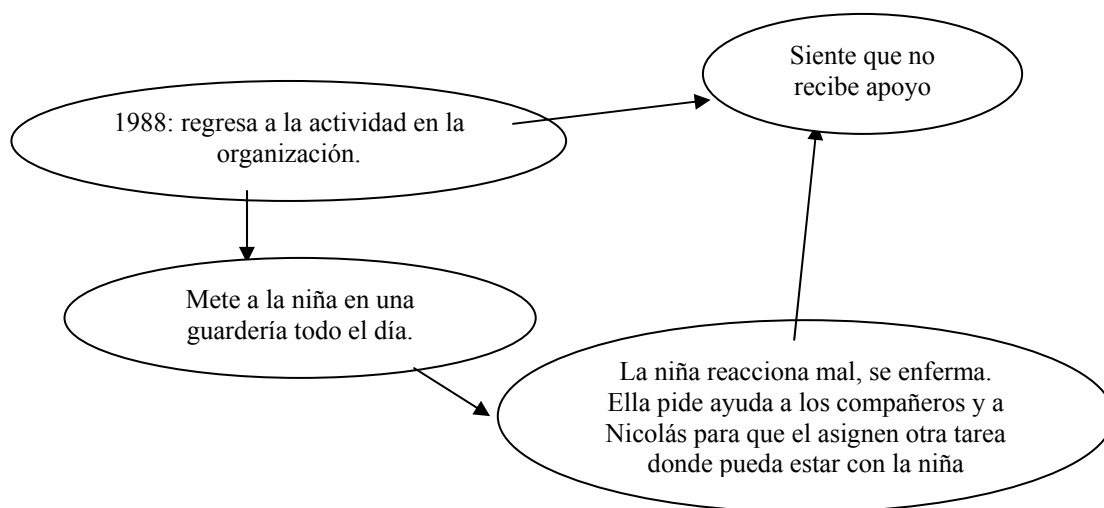 Siente que no
recibe apoyo
1988: regresa a la actividad en la
organización.
Mete a la niña en una
guardería todo el día.
La niña reacciona mal, se enferma.
Ella pide ayuda a los compañeros y a
Nicolás para que el asignen otra tarea
donde pueda estar con la niña